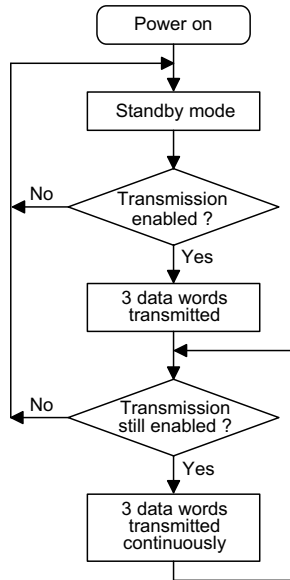 Power on
Standby mode
No
Transmission
enabled ?
Yes
3 data words
transmitted
No
Transmission
still enabled ?
Yes
3 data words
transmitted
continuously